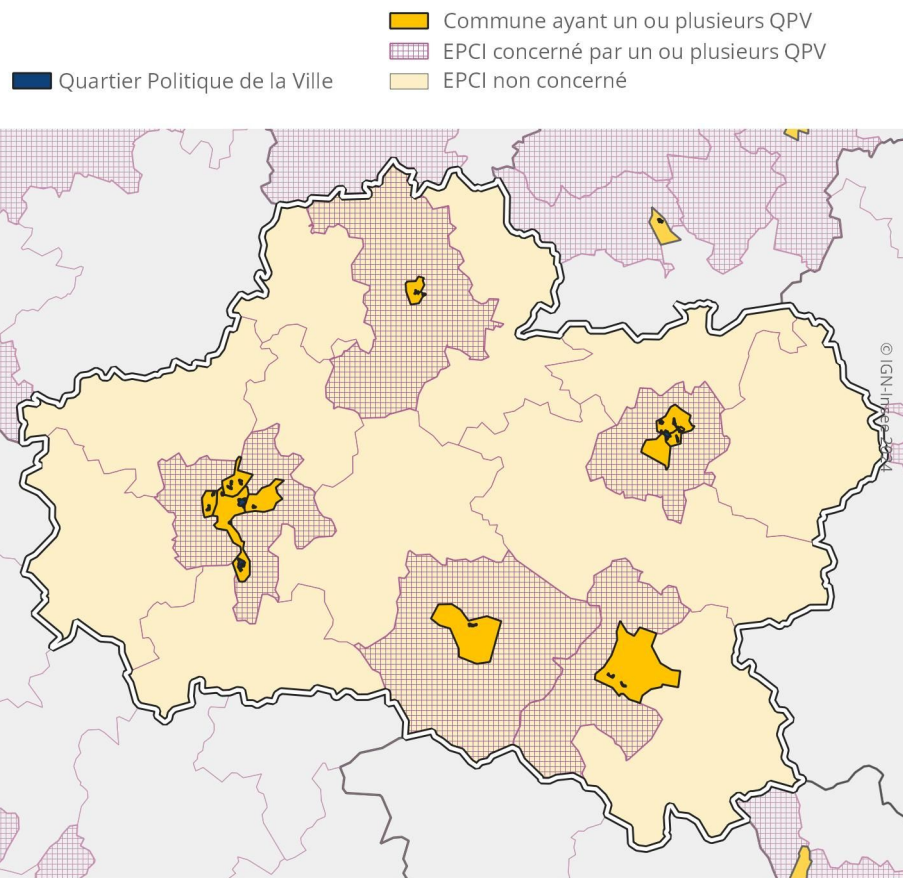 Commune ayant un ou plusieurs QPV
EPCI concerné par un ou plusieurs QPV
Quartier Politique de la Ville
EPCI non concerné
© IGN-Insee 2024